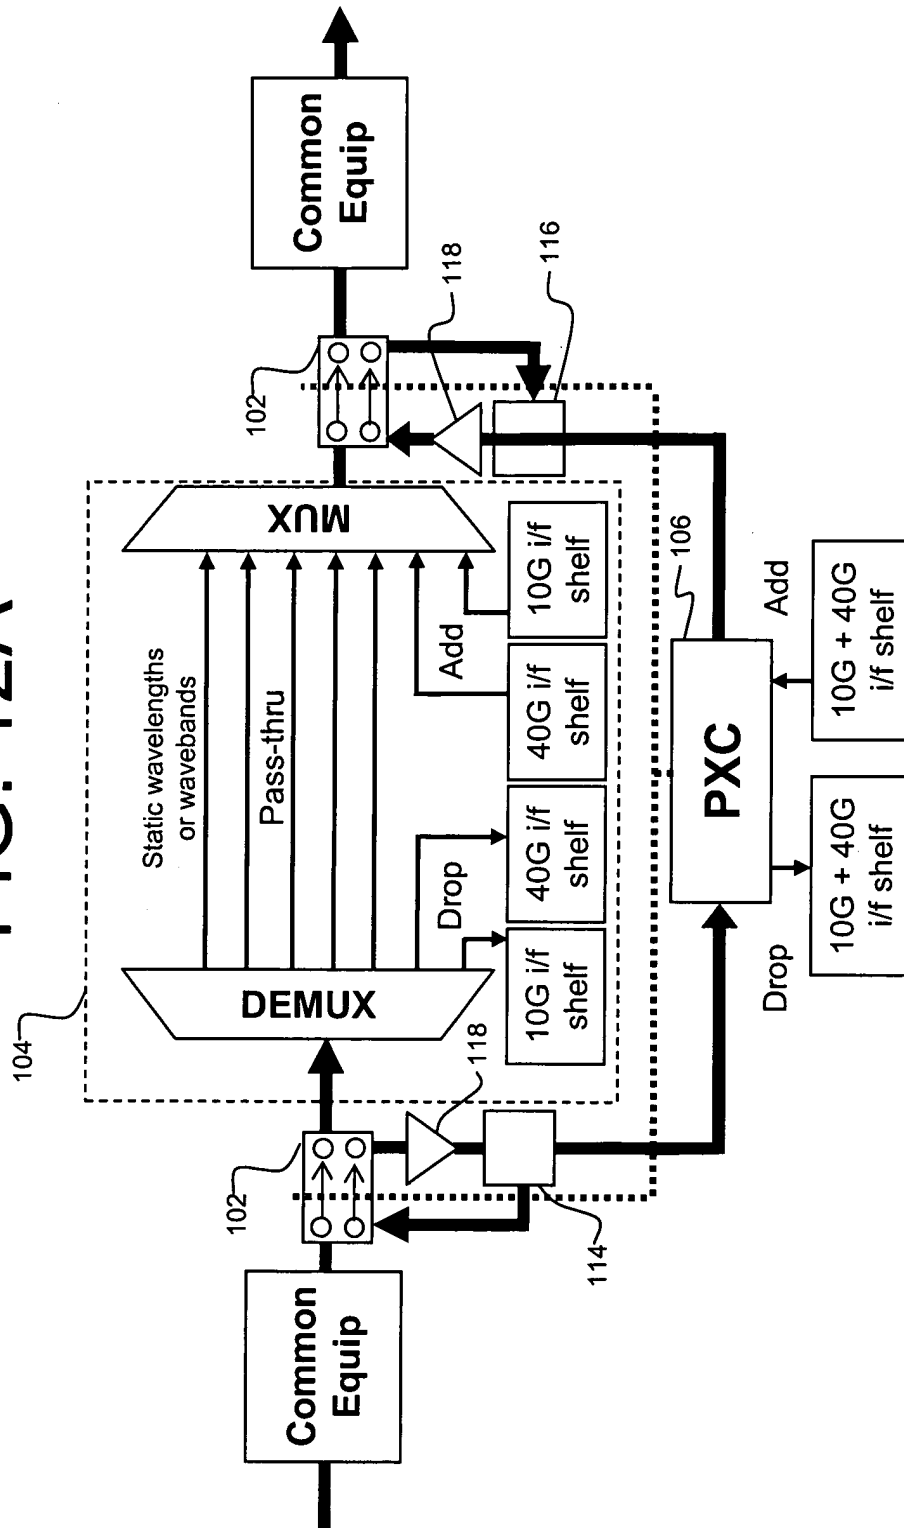 104
Common
Equip
102
DEMUX
Static wavelengths
or wavebands
Pass-thru
Drop
Add
MUX
10G i/f
shelf
40G i/f
shelf
40G i/f
shelf
10G i/f
shelf
102
Common
Equip
118
114
118
116
106
PXC
Drop
Add
10G + 40G
i/f shelf
10G + 40G
i/f shelf